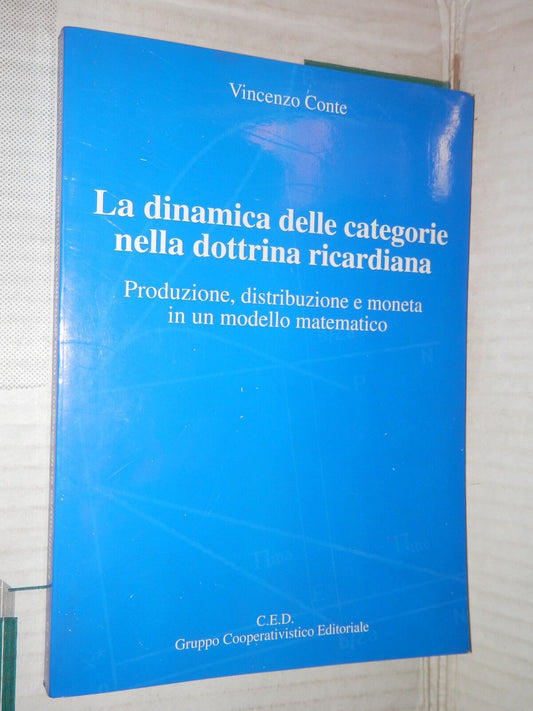 Vincenzo Conte
La dinamica delle categorie
nella dottrina ricardiana
Produzione, distribuzione e moneta
in un modello matematico
N
P
C.E.D.
Gruppo Cooperativistico Editoriale